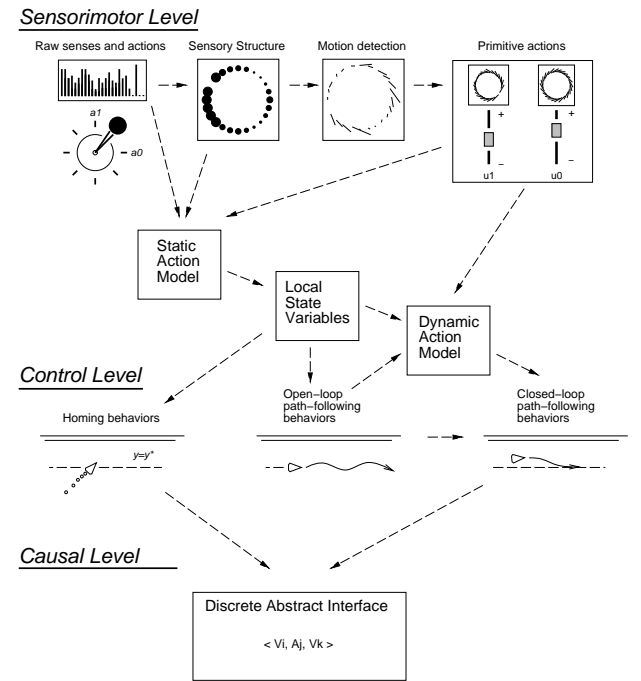 Sensorimotor Level
Raw senses and actions
Sensory Structure
Motion detection
Primitive actions
a1
a0
+
+
−
−
u1
u0
Static
Action
Model
Local
State
Variables
Dynamic
Action
Model
Control Level
Homing behaviors
Open−loop
path−following
behaviors
Closed−loop
path−following
behaviors
y=y*
Causal Level
Discrete Abstract Interface
< Vi, Aj, Vk >